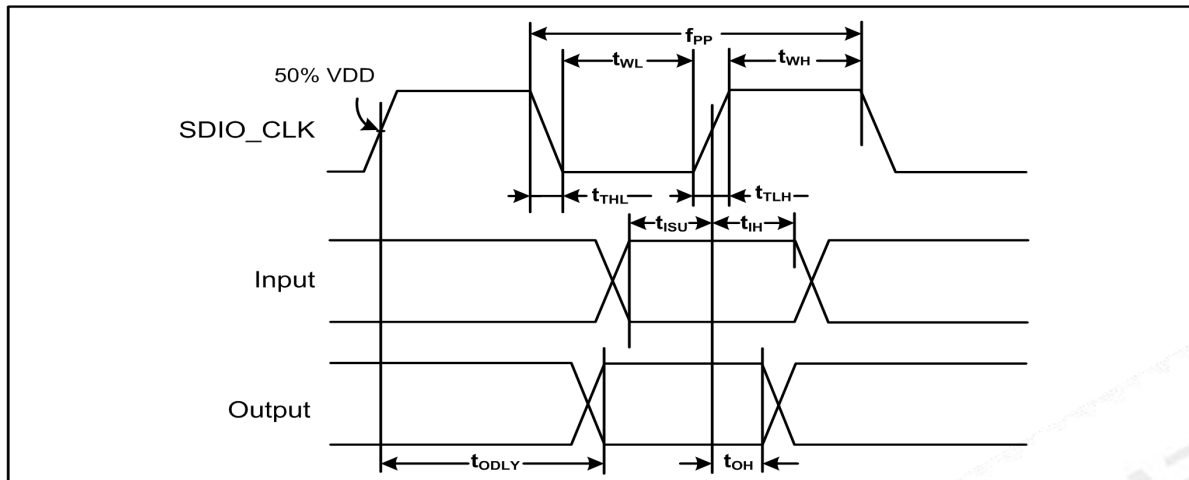 fPP
tWL
tWH
50% VDD
SDIO_CLK
tTHL
tTLH
tISU
tIH
Input
Output
tODLY
tOH